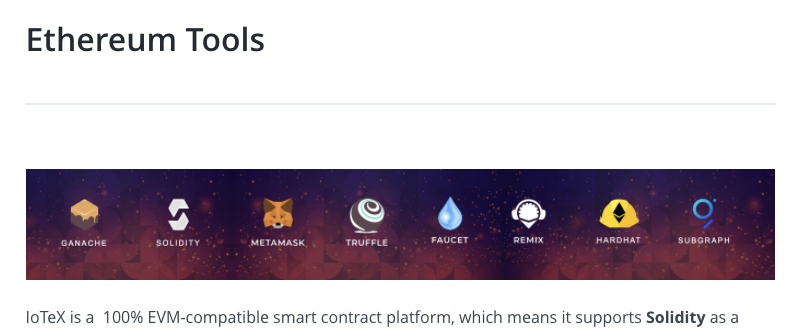 Ethereum Tools
GANACHE SOLIDITY METAMASK TRUFFLE FAUCET REMIX HARDHAT SUBGRAPH
IoTeX is a 100% EVM-compatible smart contract platform, which means it supports Solidity as a